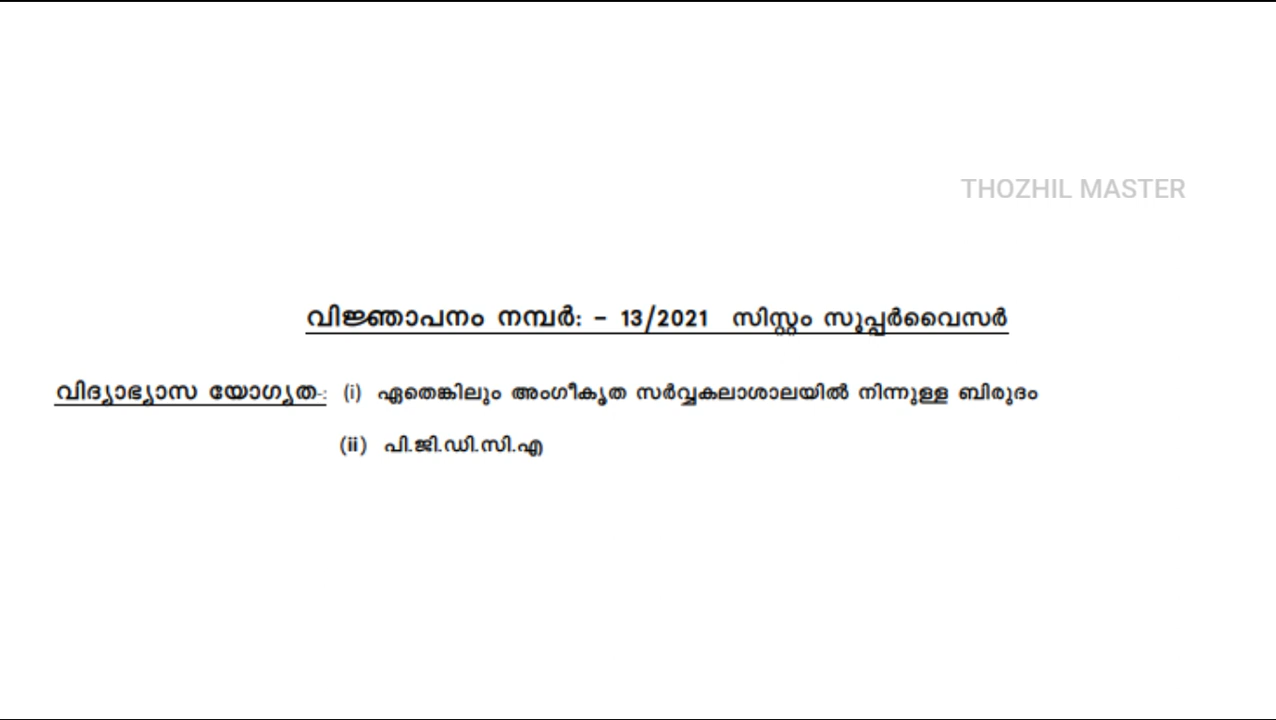 THOZHIL MASTER
വിജ്ഞാപനം നമ്പർ: – 13/2021 സിസ്റ്റം സൂപ്പർവൈസർ
വിദ്യാഭ്യാസ യോഗ്യത-: (i) ഏതെങ്കിലും അംഗീകൃത സർവ്വകലാശാലയിൽ നിന്നുള്ള ബിരുദം
(ii) പി.ജി.ഡി.സി.എ